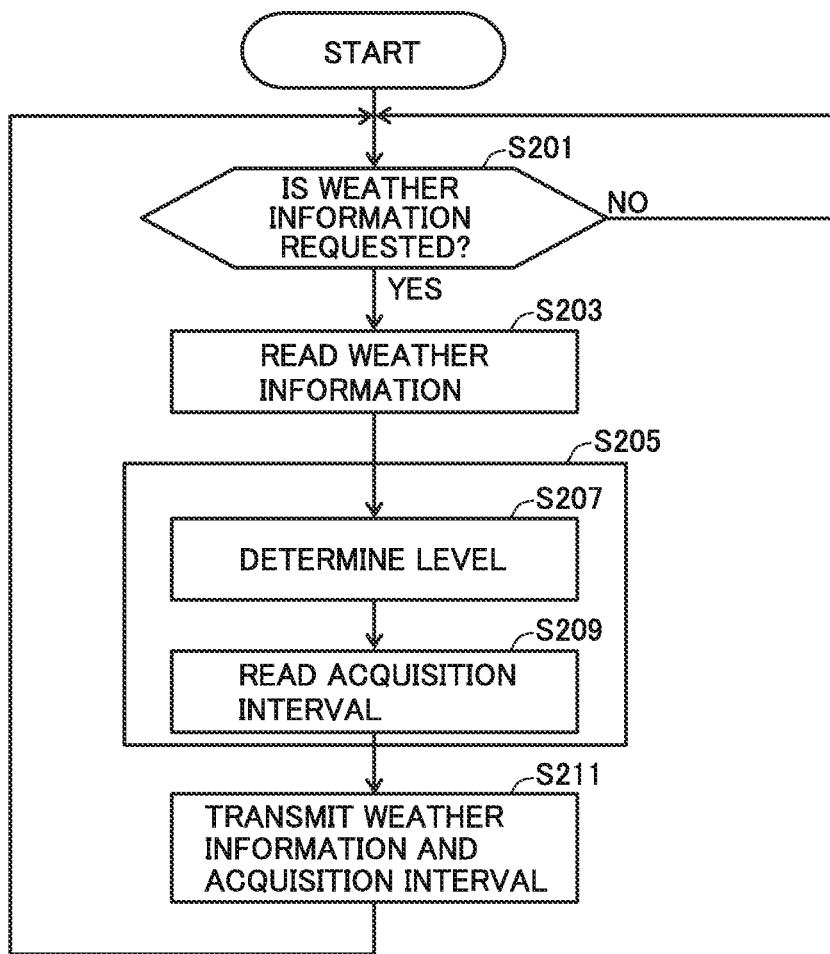 START
S201
IS WEATHER
INFORMATION
REQUESTED?
NO
YES
S203
READ WEATHER
INFORMATION
S205
S207
DETERMINE LEVEL
S209
READ ACQUISITION
INTERVAL
S211
TRANSMIT WEATHER
INFORMATION AND
ACQUISITION INTERVAL